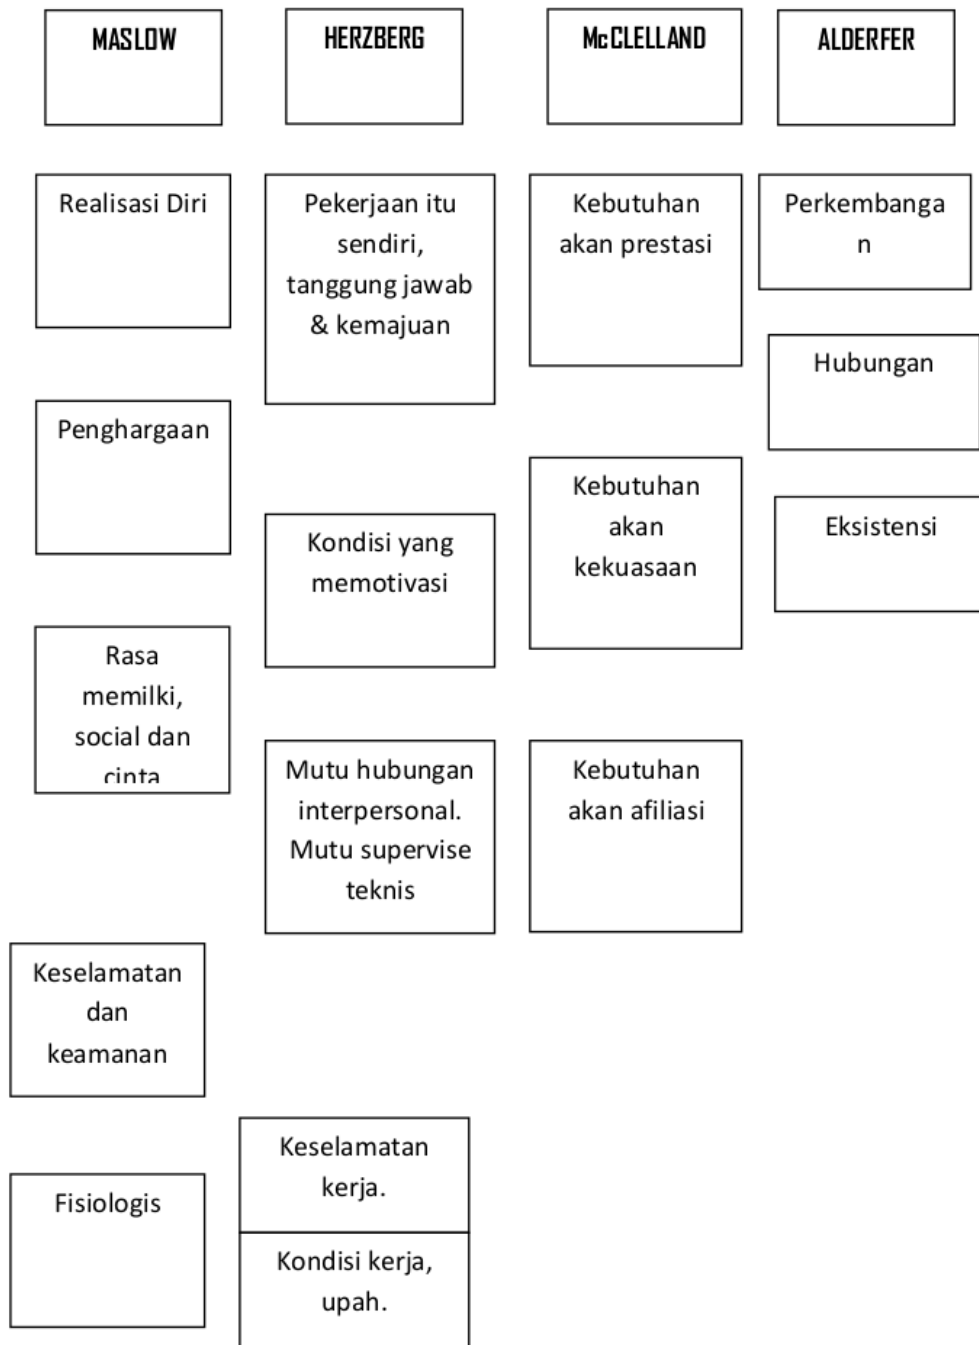 MASLOW
HERZBERG
McCLELLAND
ALDERFER
Realisasi Diri
Pekerjaan itu
sendiri,
tanggung jawab
& kemajuan
Kebutuhan
akan prestasi
Perkembanga
n
Hubungan
Penghargaan
Kondisi yang
memotivasi
Kebutuhan
akan
kekuasaan
Eksistensi
Rasa
memilki,
social dan
cinta
Mutu hubungan
interpersonal.
Mutu supervise
teknis
Kebutuhan
akan afiliasi
Keselamatan
dan
keamanan
Keselamatan
kerja.
Fisiologis
Kondisi kerja,
upah.